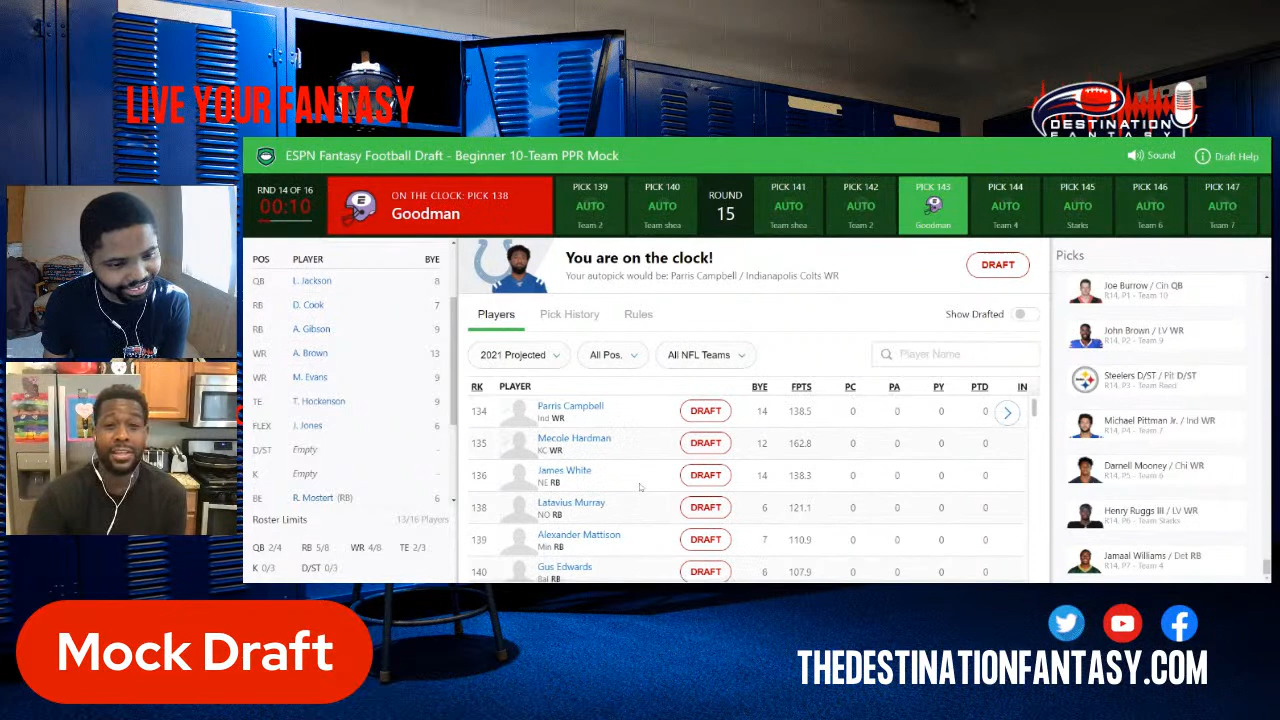 LIVE YOUR FANTASY
DESTINATION
FANTASY
ESPN Fantasy Football Draft - Beginner 10-Team PPR Mock
Sound
Draft Help
RND 14 OF 16
00:10
ON THE CLOCK: PICK 138
Goodman
PICK 139
AUTO
Team 2
PICK 140
AUTO
Team shea
ROUND
15
PICK 141
AUTO
Team shea
PICK 142
AUTO
Team 2
PICK 143
Goodman
PICK 144
AUTO
Team 4
PICK 145
AUTO
Starks
PICK 146
AUTO
Team 6
PICK 147
AUTO
Team 7
POS PLAYER BYE
QB L. Jackson 8
RB D. Cook 7
RB A. Gibson 9
WR A. Brown 13
WR M. Evans 9
TE T. Hockenson 9
FLEX J. Jones 6
D/ST Empty -
K Empty -
BE R. Mostert (RB) 6
Roster Limits 13/16 Players
QB 2/4 RB 5/8 WR 4/8 TE 2/3
K 0/3 D/ST 0/3
You are on the clock!
Your autopick would be: Parris Campbell / Indianapolis Colts WR
DRAFT
Players Pick History Rules Show Drafted
2021 Projected All Pos. All NFL Teams Player Name
RK PLAYER BYE FPTS PC PA PY PTD IN
134 Parris Campbell DRAFT 14 138.5 0 0 0 0
Ind WR
135 Mecole Hardman DRAFT 12 162.8 0 0 0 0
KC WR
136 James White DRAFT 14 138.3 0 0 0 0
NE RB
138 Latavius Murray DRAFT 6 121.1 0 0 0 0
NO RB
139 Alexander Mattison DRAFT 7 110.9 0 0 0 0
Min RB
140 Gus Edwards DRAFT 6 107.9 0 0 0 0
Bal RB
Picks
Joe Burrow / Cin QB
R14, P1 - Team 10
John Brown / LV WR
R14, P2 - Team 9
Steelers D/ST / Pit D/ST
R14, P3 - Team
Michael Pittman Jr. / Ind WR
R14, P4 - Team 7
Darnell Mooney / Chi WR
R14, P5 - Team 6
Henry Ruggs III / LV WR
R14, P6 - Team Starks
Jamaal Williams / Det RB
R14, P7 - Team 4
Mock Draft
THEDESTINATIONFANTASY.COM